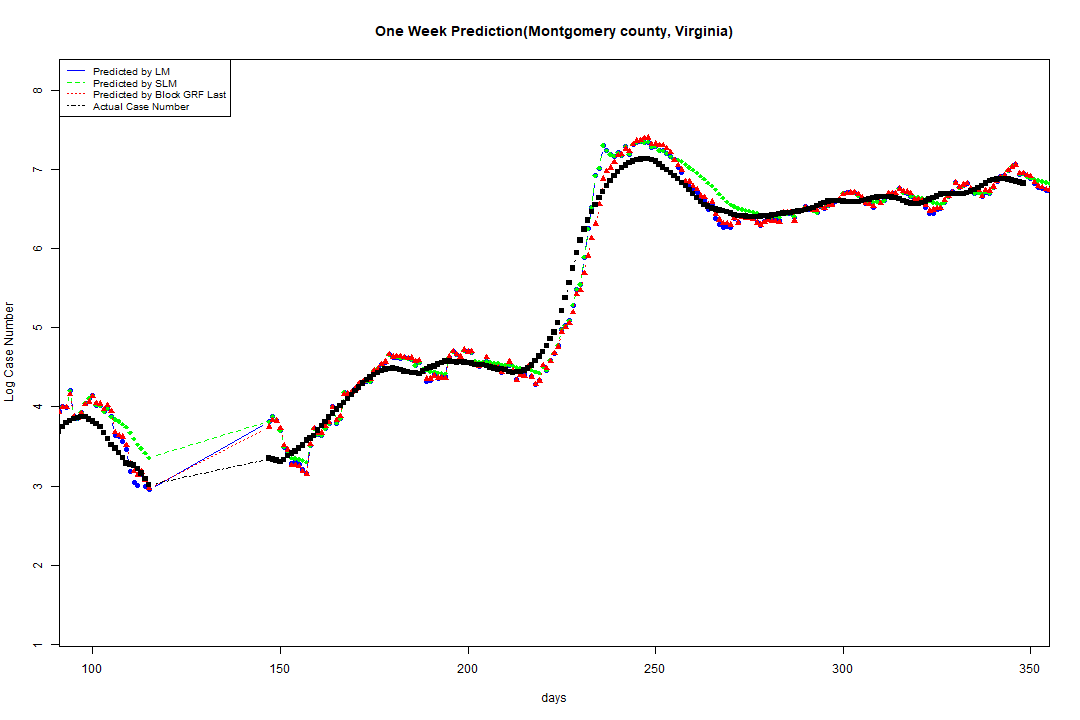 One Week Prediction(Montgomery county, Virginia)
Predicted by LM
Predicted by SLM
Predicted by Block GRF Last
Actual Case Number
8
7
6
5
4
3
2
1
Log Case Number
100 150 200 250 300 350
days